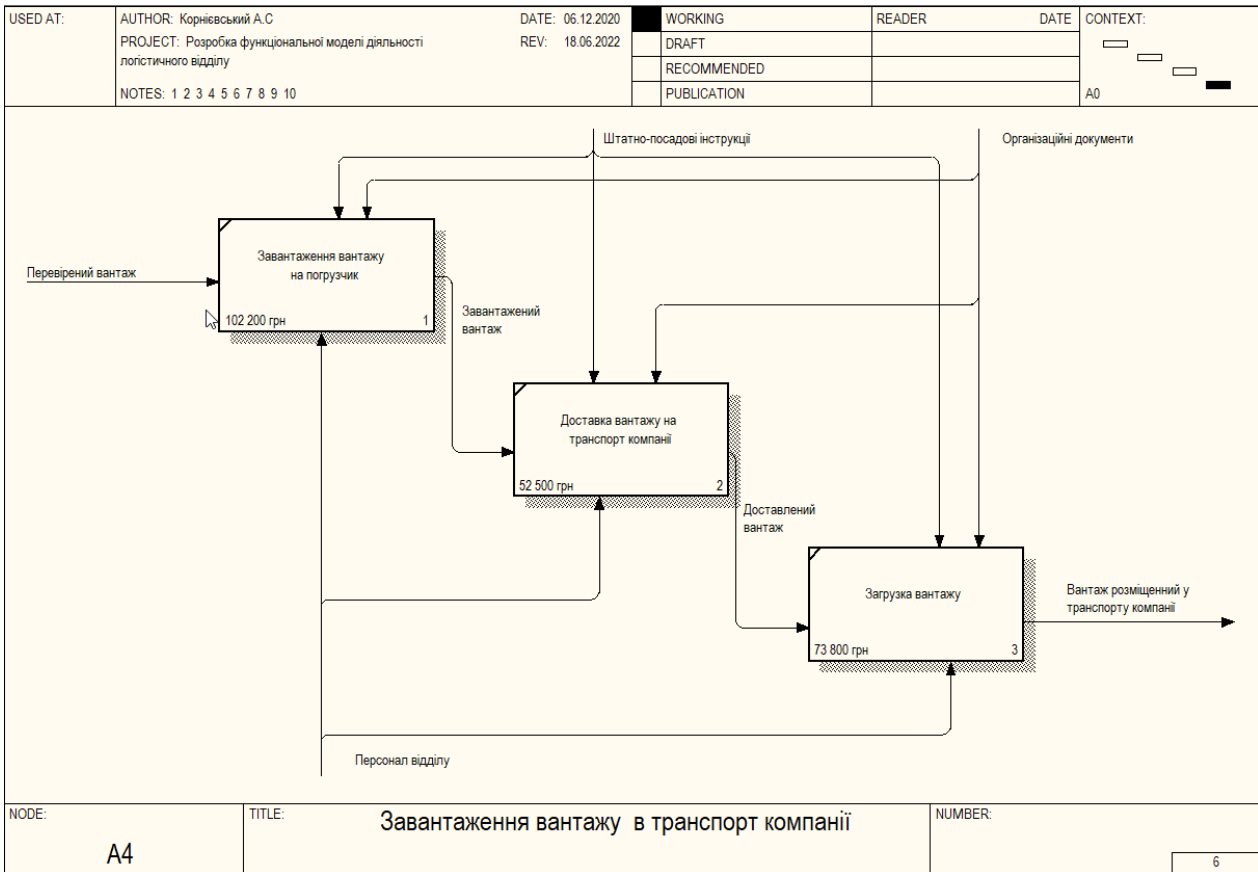 USED AT:
AUTHOR: Корнієвський А.С
DATE: 06.12.2020
PROJECT: Розробка функціональної моделі діяльності
логістичного відділу
REV: 18.06.2022
NOTES: 1 2 3 4 5 6 7 8 9 10
WORKING
DRAFT
RECOMMENDED
PUBLICATION
READER
DATE
CONTEXT:
A0
Штатно-посадові інструкції
Організаційні документи
Перевірений вантаж
Завантаження вантажу
на погрузчик
102 200 грн
1
Завантажений
вантаж
Доставка вантажу на
транспорт компанії
52 500 грн
2
Доставлений
вантаж
Загрузка вантажу
73 800 грн
3
Вантаж розміщенний у
транспорту компанії
Персонал відділу
NODE:
A4
TITLE:
Завантаження вантажу в транспорт компанії
NUMBER:
6